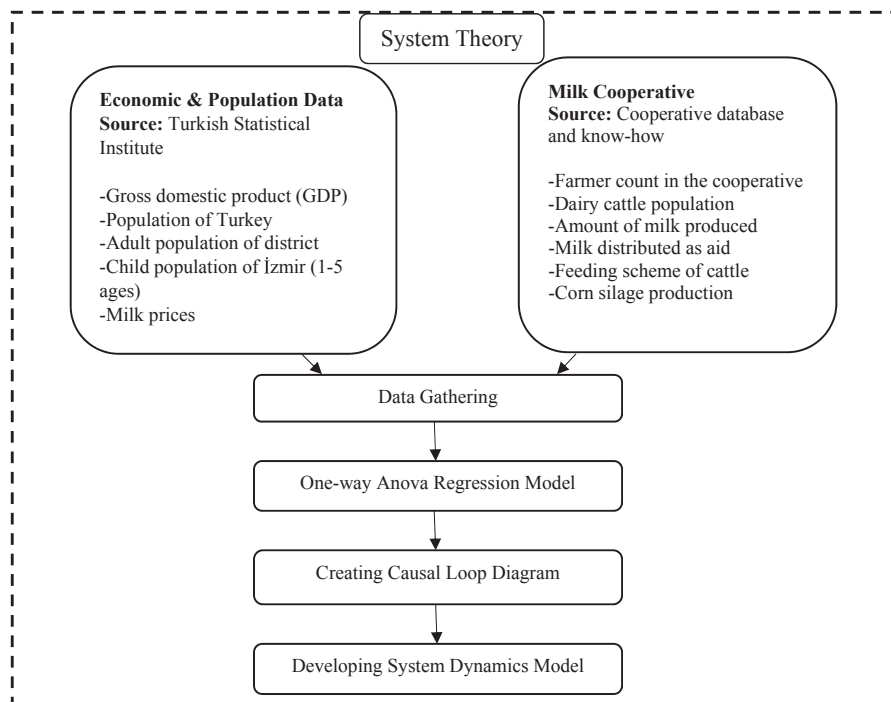 System Theory
Economic & Population Data
Source: Turkish Statistical
Institute
-Gross domestic product (GDP)
-Population of Turkey
-Adult population of district
-Child population of İzmir (1-5
ages)
-Milk prices
Milk Cooperative
Source: Cooperative database
and know-how
-Farmer count in the cooperative
-Dairy cattle population
-Amount of milk produced
-Milk distributed as aid
-Feeding scheme of cattle
-Corn silage production
Data Gathering
One-way Anova Regression Model
Creating Causal Loop Diagram
Developing System Dynamics Model